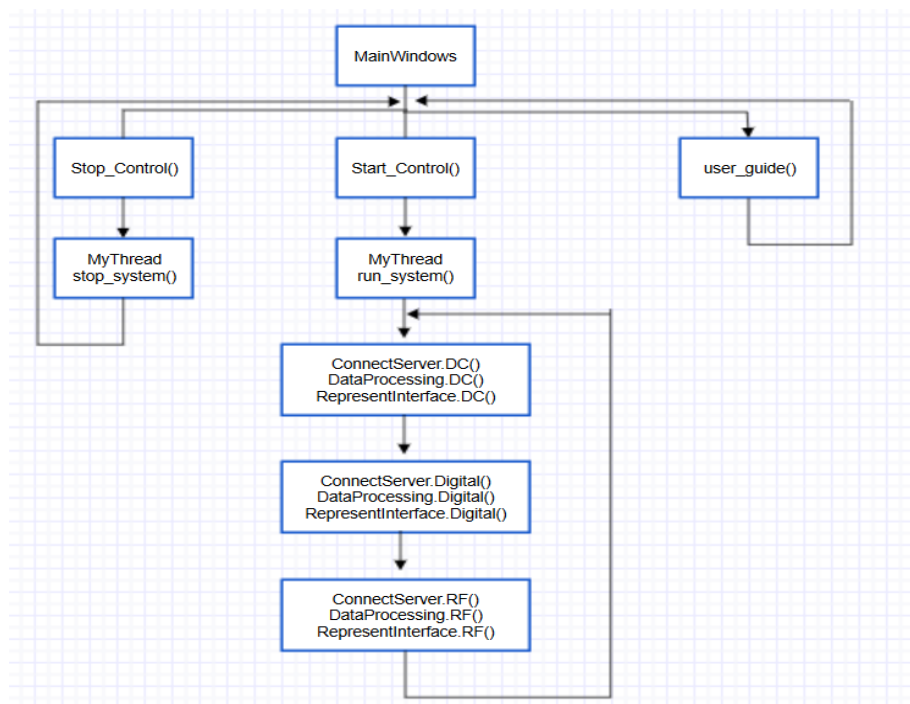 MainWindows
Stop_Control()
Start_Control()
user_guide()
MyThread
stop_system()
MyThread
run_system()
ConnectServer.DC()
DataProcessing.DC()
RepresentInterface.DC()
ConnectServer.Digital()
DataProcessing.Digital()
RepresentInterface.Digital()
ConnectServer.RF()
DataProcessing.RF()
RepresentInterface.RF()